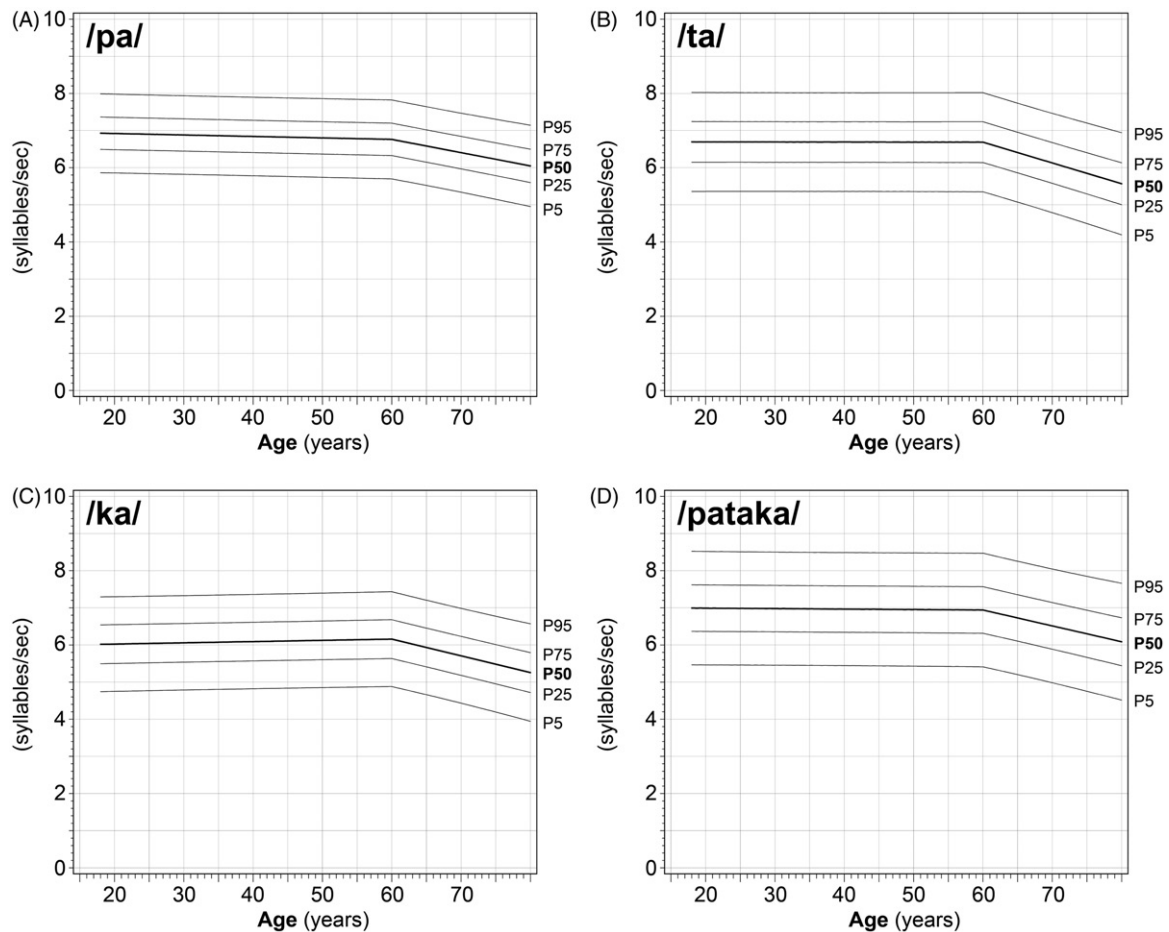 (A)
/pa/
10
8
6
4
2
0
(syllables/sec)
P95
P75
P50
P25
P5
20 30 40 50 60 70
Age (years)
(B)
/ta/
10
8
6
4
2
0
(syllables/sec)
P95
P75
P50
P25
P5
20 30 40 50 60 70
Age (years)
(C)
/ka/
10
8
6
4
2
0
(syllables/sec)
P95
P75
P50
P25
P5
20 30 40 50 60 70
Age (years)
(D)
/pataka/
10
8
6
4
2
0
(syllables/sec)
P95
P75
P50
P25
P5
20 30 40 50 60 70
Age (years)